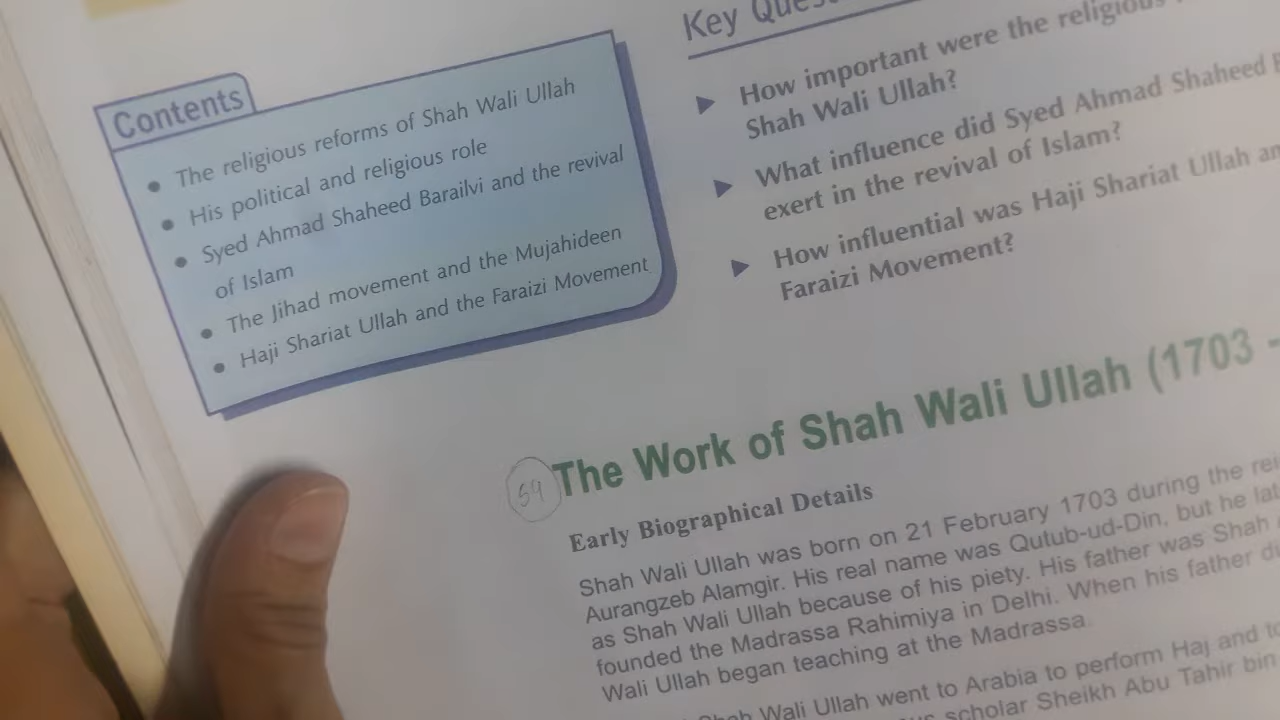 Contents
• The religious reforms of Shah Wali Ullah
• His political and religious role
• Syed Ahmad Shaheed Barailvi and the revival
of Islam
• The Jihad movement and the Mujahideen
• Haji Shariat Ullah and the Faraizi Movement
Key
How important were the religious
Shah Wali Ullah?
What influence did Syed Ahmad Shaheed
exert in the revival of Islam?
How influential was Haji Shariat Ullah
Faraizi Movement?
59
The Work of Shah Wali Ullah (1703 -
Early Biographical Details
Shah Wali Ullah was born on 21 February 1703 during the
Aurangzeb Alamgir. His real name was Qutub-ud-Din, but he
as Shah Wali Ullah because of his piety. His father was Shah
founded the Madrassa Rahimiya in Delhi. When his father
Wali Ullah began teaching at the Madrassa.
Shah Wali Ullah went to Arabia to perform Haj and
scholar Sheikh Abu Tahir bin